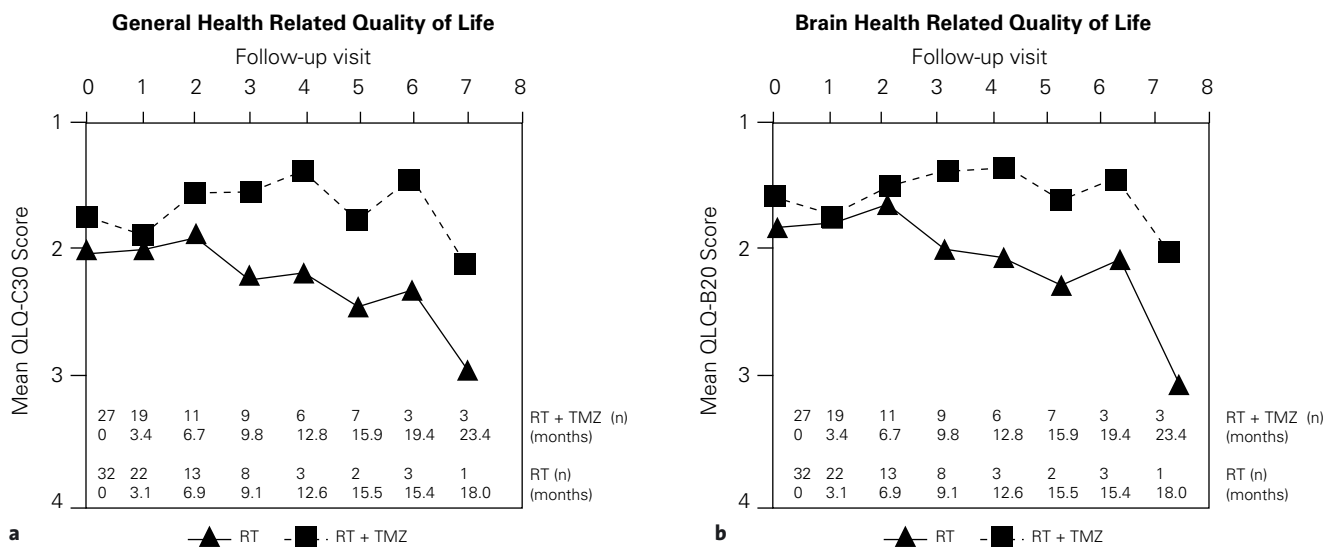 General Health Related Quality of Life
Follow-up visit
0 1 2 3 4 5 6 7 8
Mean QLQ-C30 Score
1
2
3
4
27 19 11 9 6 7 3 3 RT + TMZ (n)
0 3.4 6.7 9.8 12.8 15.9 19.4 23.4 (months)
32 22 13 8 3 2 3 1 RT (n)
0 3.1 6.9 9.1 12.6 15.5 15.4 18.0 (months)
a
RT RT + TMZ
Brain Health Related Quality of Life
Follow-up visit
0 1 2 3 4 5 6 7 8
Mean QLQ-B20 Score
1
2
3
4
27 19 11 9 6 7 3 3 RT + TMZ (n)
0 3.4 6.7 9.8 12.8 15.9 19.4 23.4 (months)
32 22 13 8 3 2 3 1 RT (n)
0 3.1 6.9 9.1 12.6 15.5 15.4 18.0 (months)
b
RT RT + TMZ